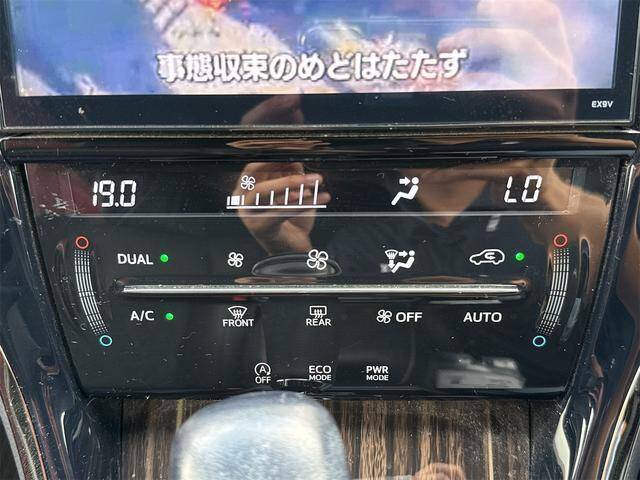 事態収束のめどはたたず
EX9V
19.0
LO
DUAL
A/C
FRONT
REAR
OFF
AUTO
OFF
ECO
MODE
PWR
MODE